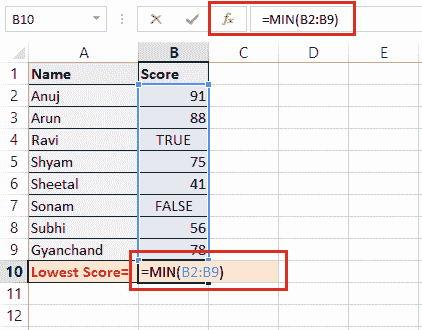 B10 fx =MIN(B2:B9)
A B C D E
1 Name Score
2 Anuj 91
3 Arun 88
4 Ravi TRUE
5 Shyam 75
6 Sheetal 41
7 Sonam FALSE
8 Subhi 56
9 Gyanchand 78
10 Lowest Score= =MIN(B2:B9)
11
12
13